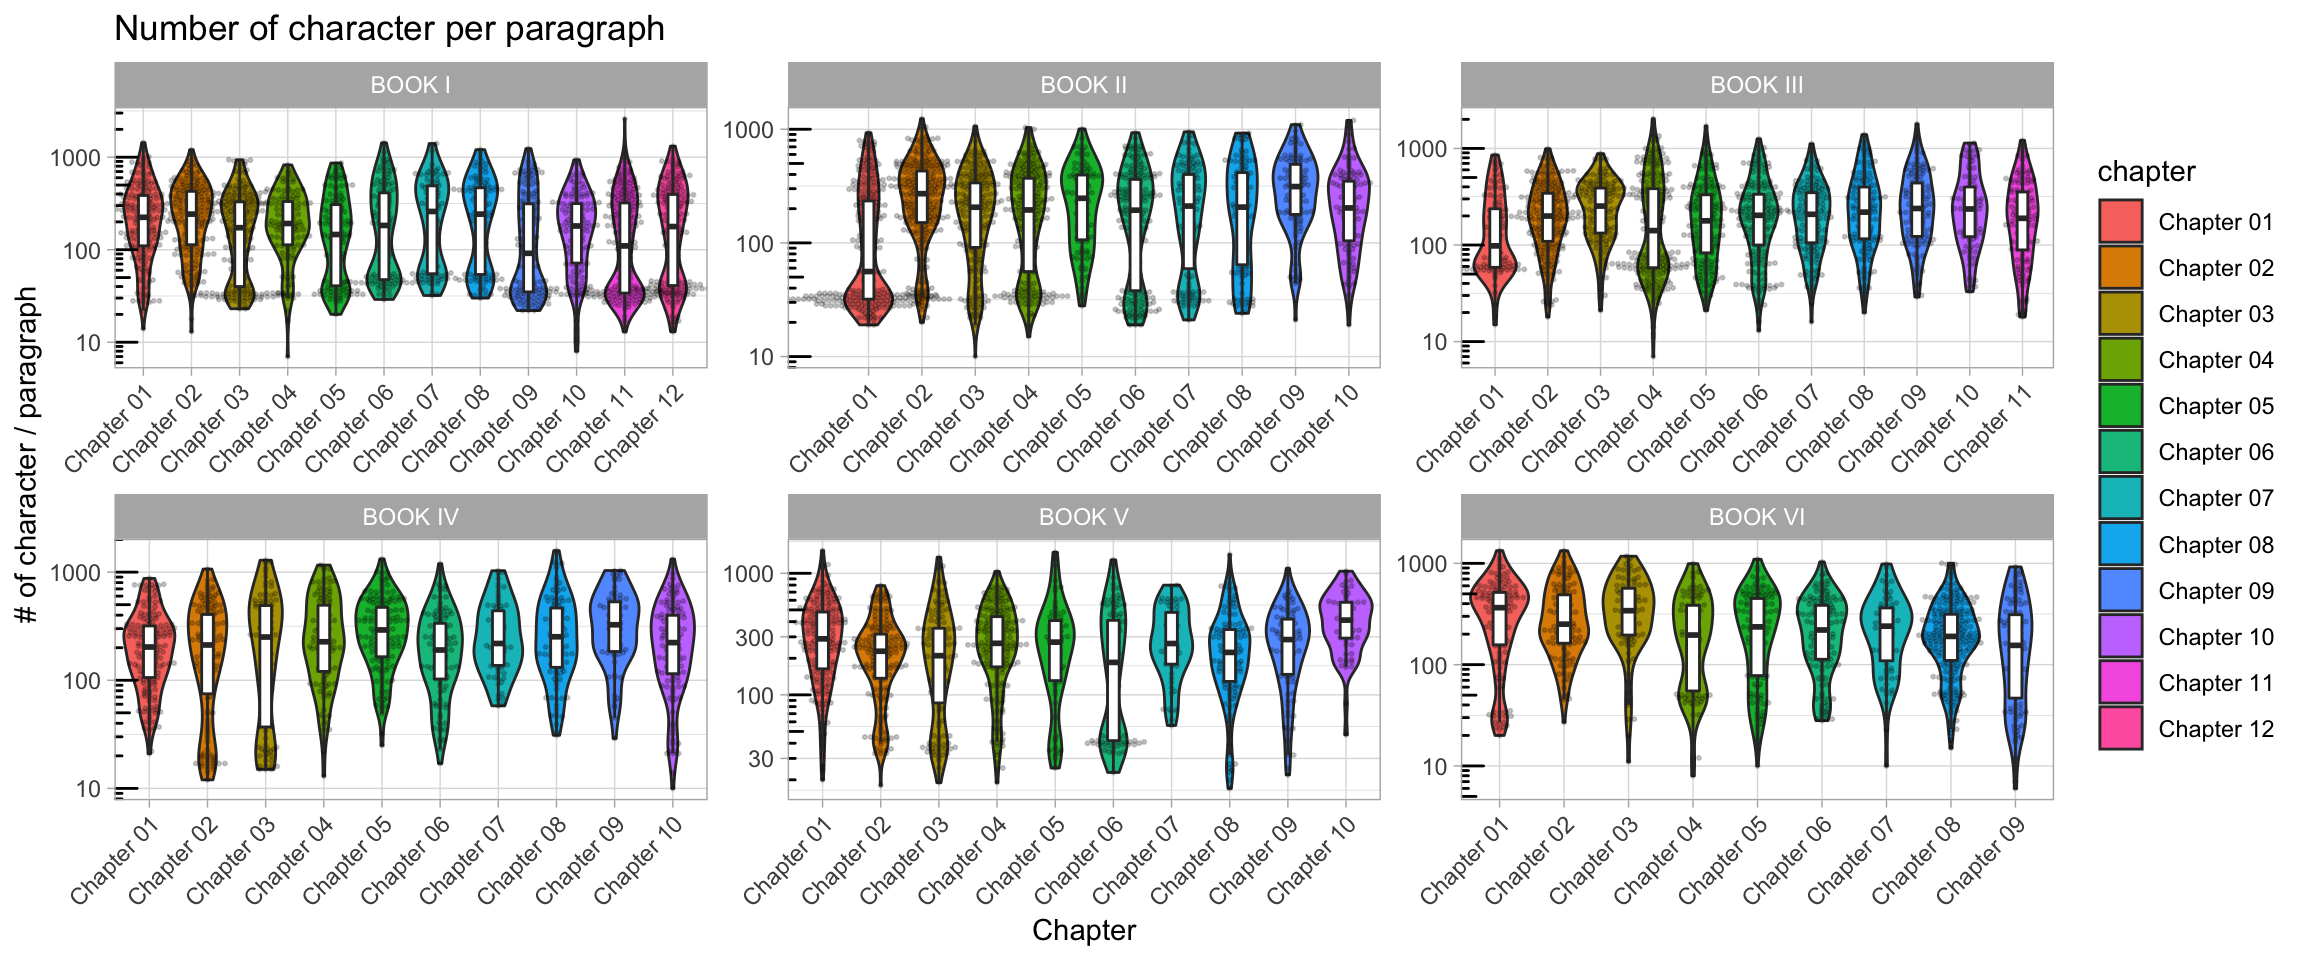 Number of character per paragraph
BOOK I
BOOK II
BOOK III
1000
100
10
1000
100
10
1000
100
10
Chapter 01
Chapter 02
Chapter 03
Chapter 04
Chapter 05
Chapter 06
Chapter 07
Chapter 08
Chapter 09
Chapter 10
Chapter 11
Chapter 12
Chapter 01
Chapter 02
Chapter 03
Chapter 04
Chapter 05
Chapter 06
Chapter 07
Chapter 08
Chapter 09
Chapter 10
Chapter 01
Chapter 02
Chapter 03
Chapter 04
Chapter 05
Chapter 06
Chapter 07
Chapter 08
Chapter 09
Chapter 10
Chapter 11
# of character / paragraph
BOOK IV
BOOK V
BOOK VI
1000
100
10
1000
300
100
30
1000
100
10
Chapter 01
Chapter 02
Chapter 03
Chapter 04
Chapter 05
Chapter 06
Chapter 07
Chapter 08
Chapter 09
Chapter 10
Chapter 01
Chapter 02
Chapter 03
Chapter 04
Chapter 05
Chapter 06
Chapter 07
Chapter 08
Chapter 09
Chapter 10
Chapter 01
Chapter 02
Chapter 03
Chapter 04
Chapter 05
Chapter 06
Chapter 07
Chapter 08
Chapter 09
Chapter
chapter
Chapter 01
Chapter 02
Chapter 03
Chapter 04
Chapter 05
Chapter 06
Chapter 07
Chapter 08
Chapter 09
Chapter 10
Chapter 11
Chapter 12